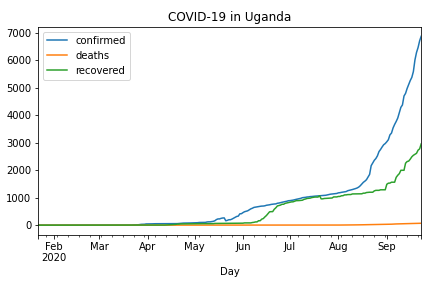 COVID-19 in Uganda
confirmed
deaths
recovered
7000
6000
5000
4000
3000
2000
1000
0
Feb Mar Apr May Jun Jul Aug Sep
2020
Day